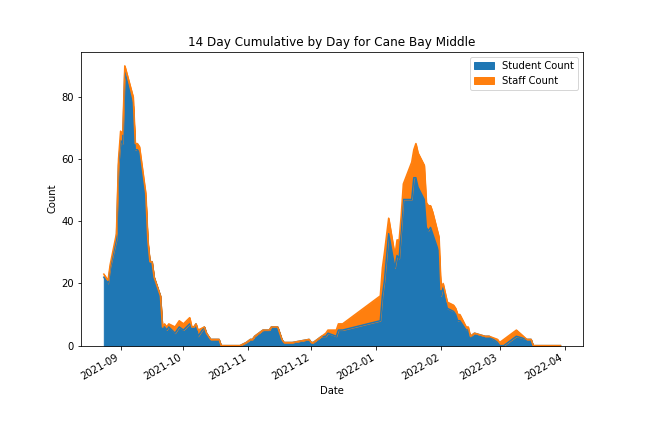 14 Day Cumulative by Day for Cane Bay Middle
Student Count
Staff Count
80
60
40
20
0
Count
2021-09
2021-10
2021-11
2021-12
2022-01
2022-02
2022-03
2022-04
Date